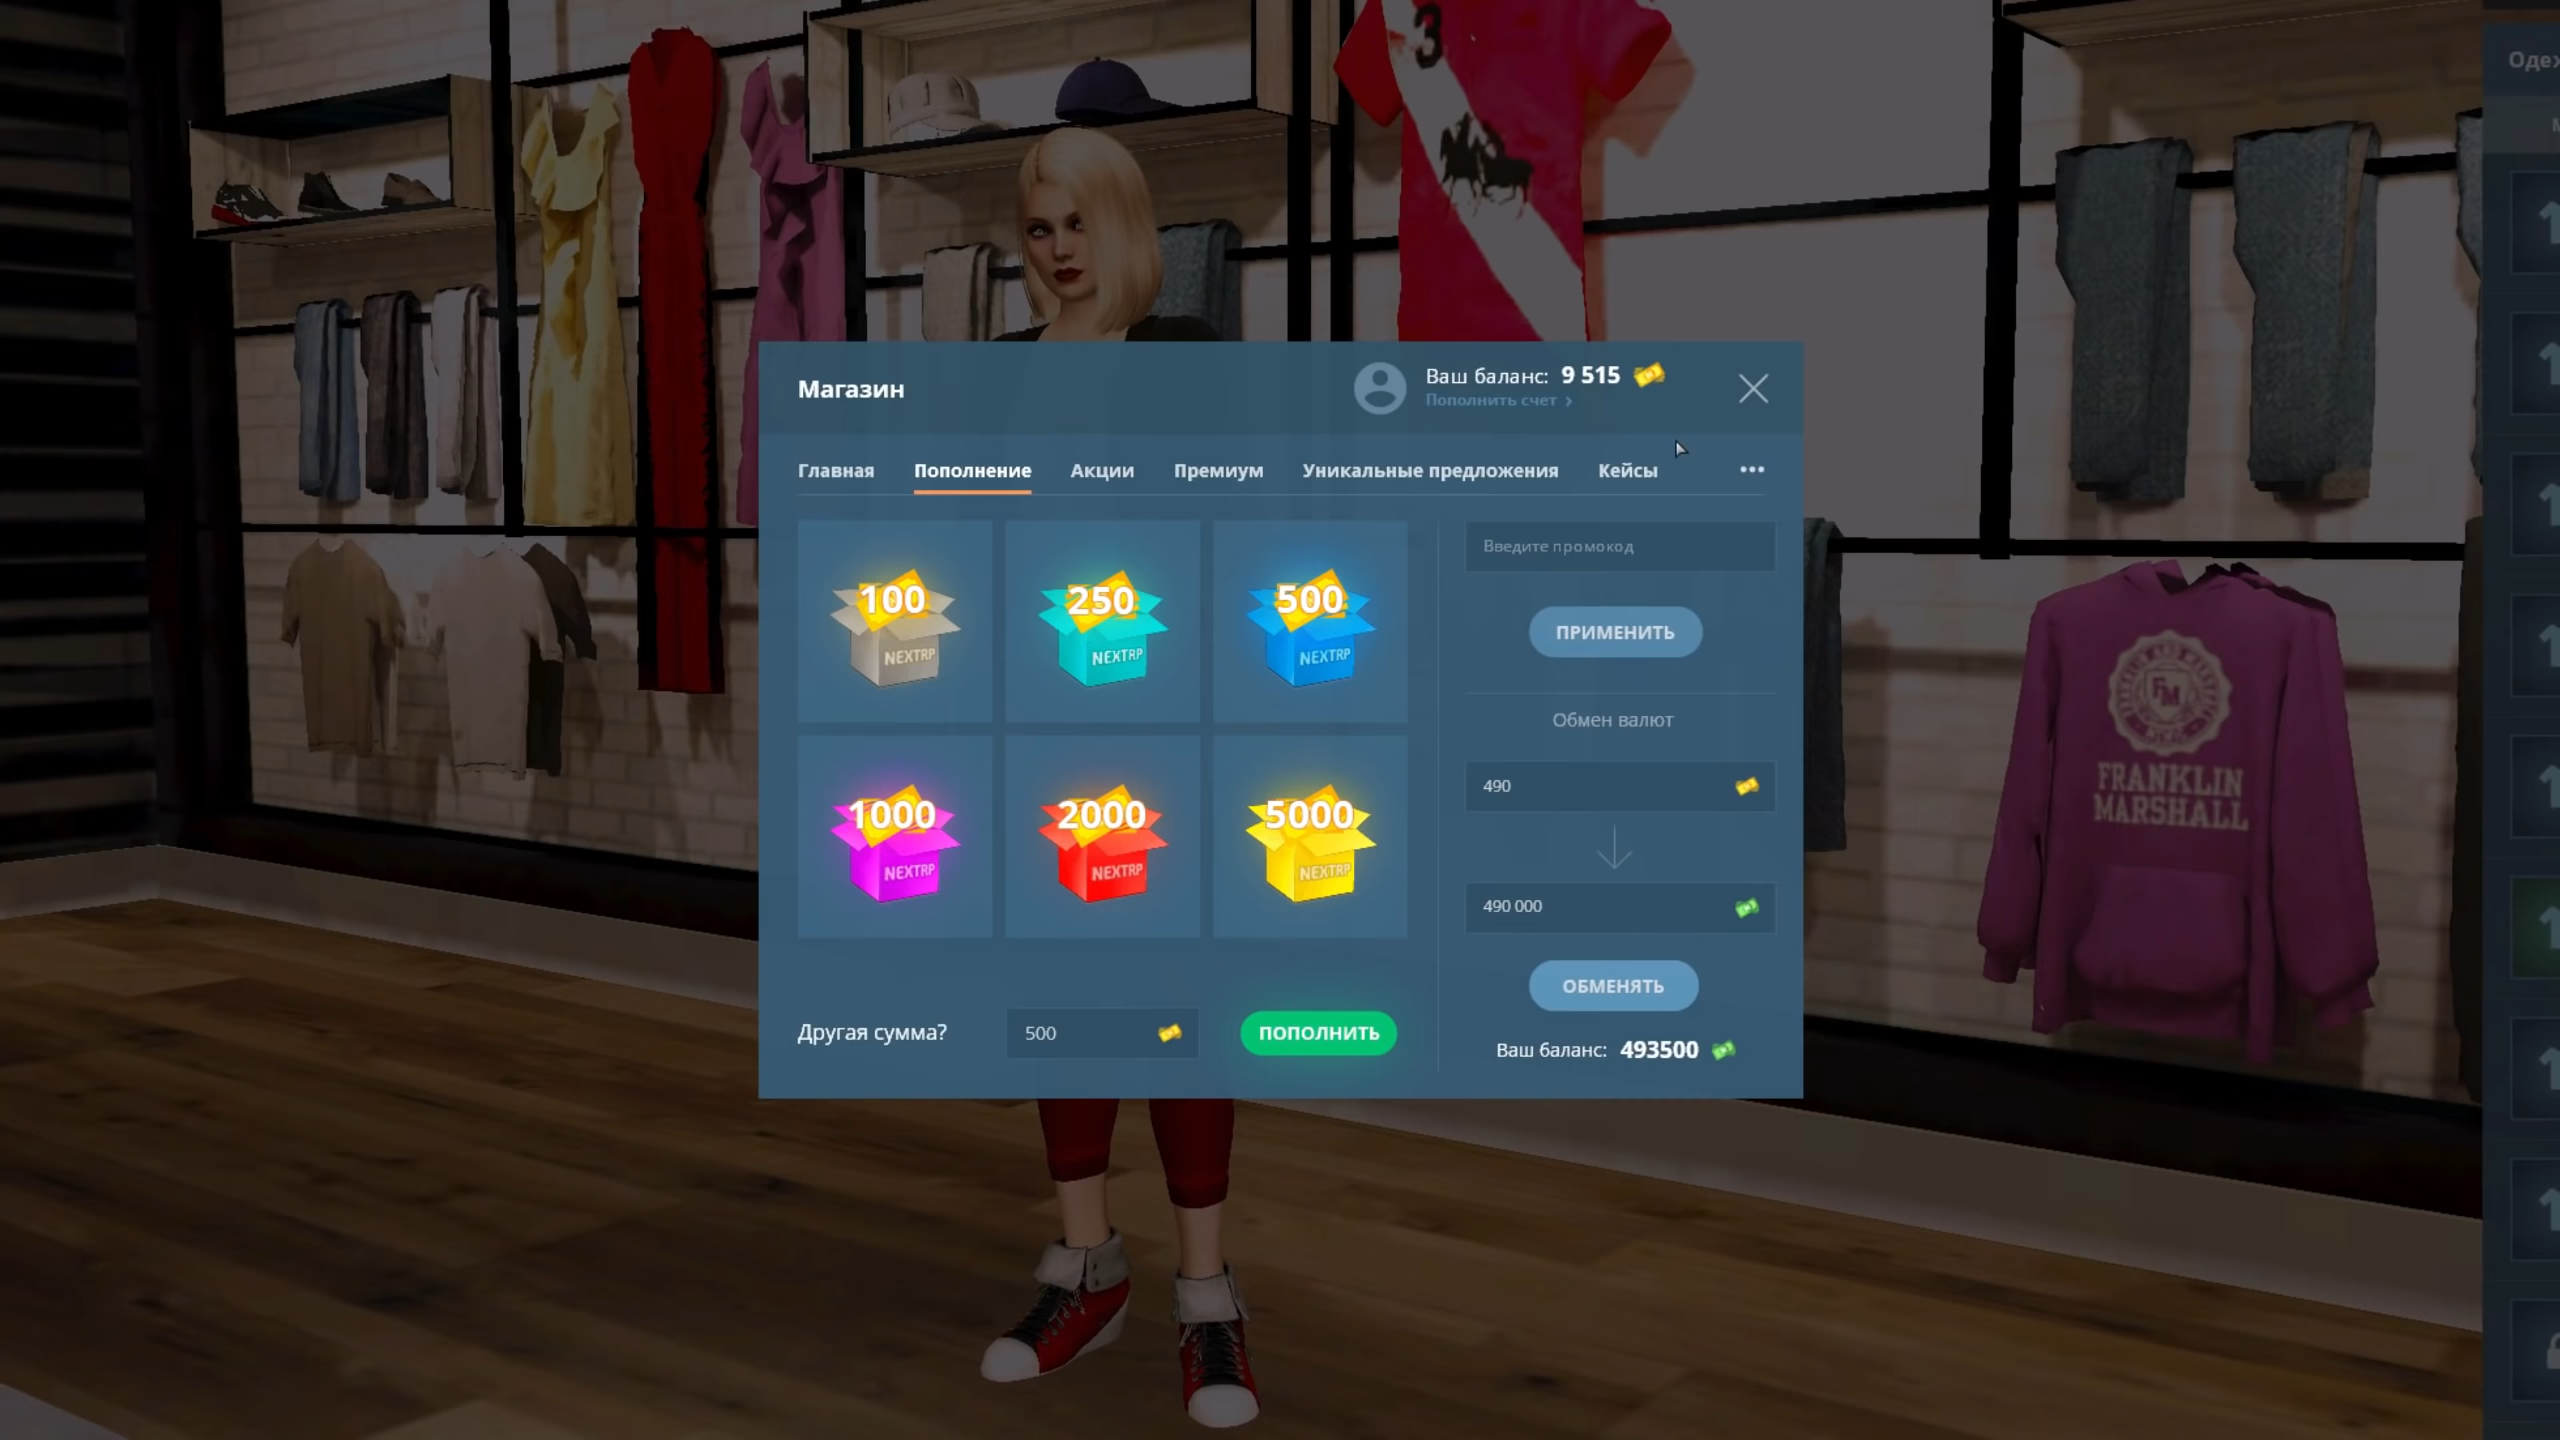 3
Магазин
Ваш баланс: 9 515
Пополнить счет >
Главная Пополнение Акции Премиум Уникальные предложения Кейсы •••
100 250 500
NEXTRP NEXTRP NEXTRP
1000 2000 5000
NEXTRP NEXTRP NEXTRP
Другая сумма? 500 ПОПОЛНИТЬ
Введите промокод
ПРИМЕНИТЬ
Обмен валют
490
490 000
ОБМЕНЯТЬ
Ваш баланс: 493500
FM
FRANKLIN
MARSHALL